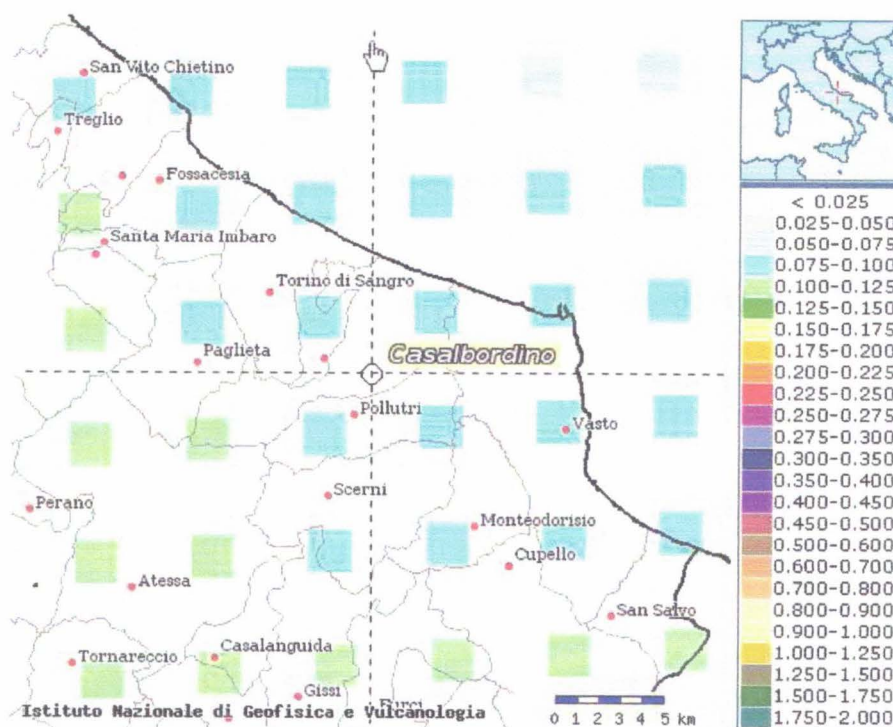 San Vito Chietino
Treglio
Fossacesia
Santa Maria Imbaro
Torino di Sangro
Paglieta
Casalbordino
Pollutri
Vasto
Perano
Scerni
Monteodorisio
Cupello
Atessa
San Salvo
Tornareccio
Casalanguida
Gissi
Furci
Istituto Nazionale di Geofisica e Vulcanologia
0 1 2 3 4 5 km
< 0.025
0.025-0.050
0.050-0.075
0.075-0.100
0.100-0.125
0.125-0.150
0.150-0.175
0.175-0.200
0.200-0.225
0.225-0.250
0.250-0.275
0.275-0.300
0.300-0.350
0.350-0.400
0.400-0.450
0.450-0.500
0.500-0.600
0.600-0.700
0.700-0.800
0.800-0.900
0.900-1.000
1.000-1.250
1.250-1.500
1.500-1.750
1.750-2.000